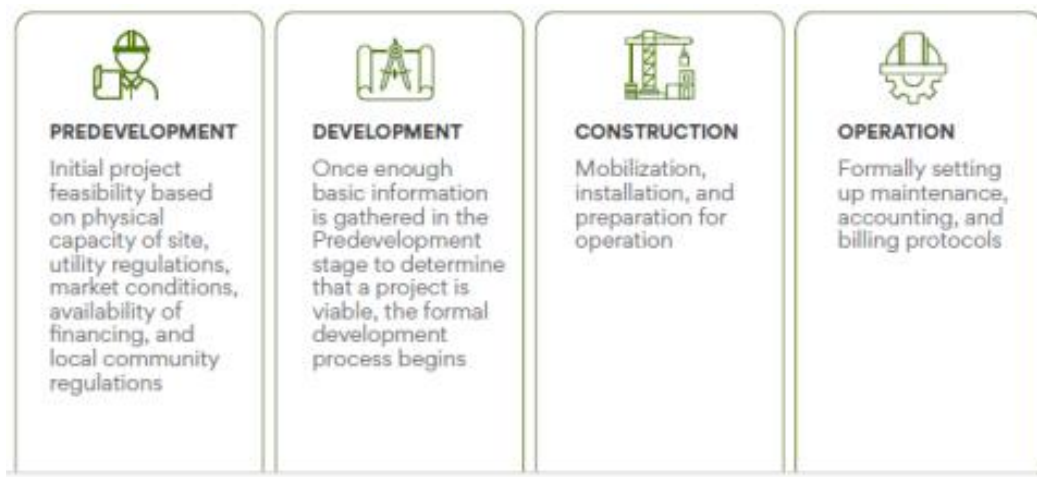 PREDEVELOPMENT
Initial project
feasibility based
on physical
capacity of site,
utility regulations,
market conditions,
availability of
financing, and
local community
regulations
DEVELOPMENT
Once enough
basic information
is gathered in the
Predevelopment
stage to determine
that a project is
viable, the formal
development
process begins
CONSTRUCTION
Mobilization,
installation, and
preparation for
operation
OPERATION
Formally setting
up maintenance,
accounting, and
billing protocols